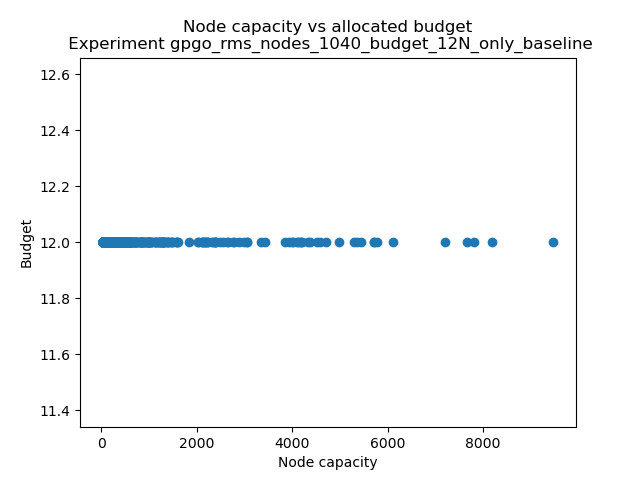 Node capacity vs allocated budget
Experiment gpgo_rms_nodes_1040_budget_12N_only_baseline
12.6
12.4
12.2
12.0
11.8
11.6
11.4
Budget
0 2000 4000 6000 8000
Node capacity